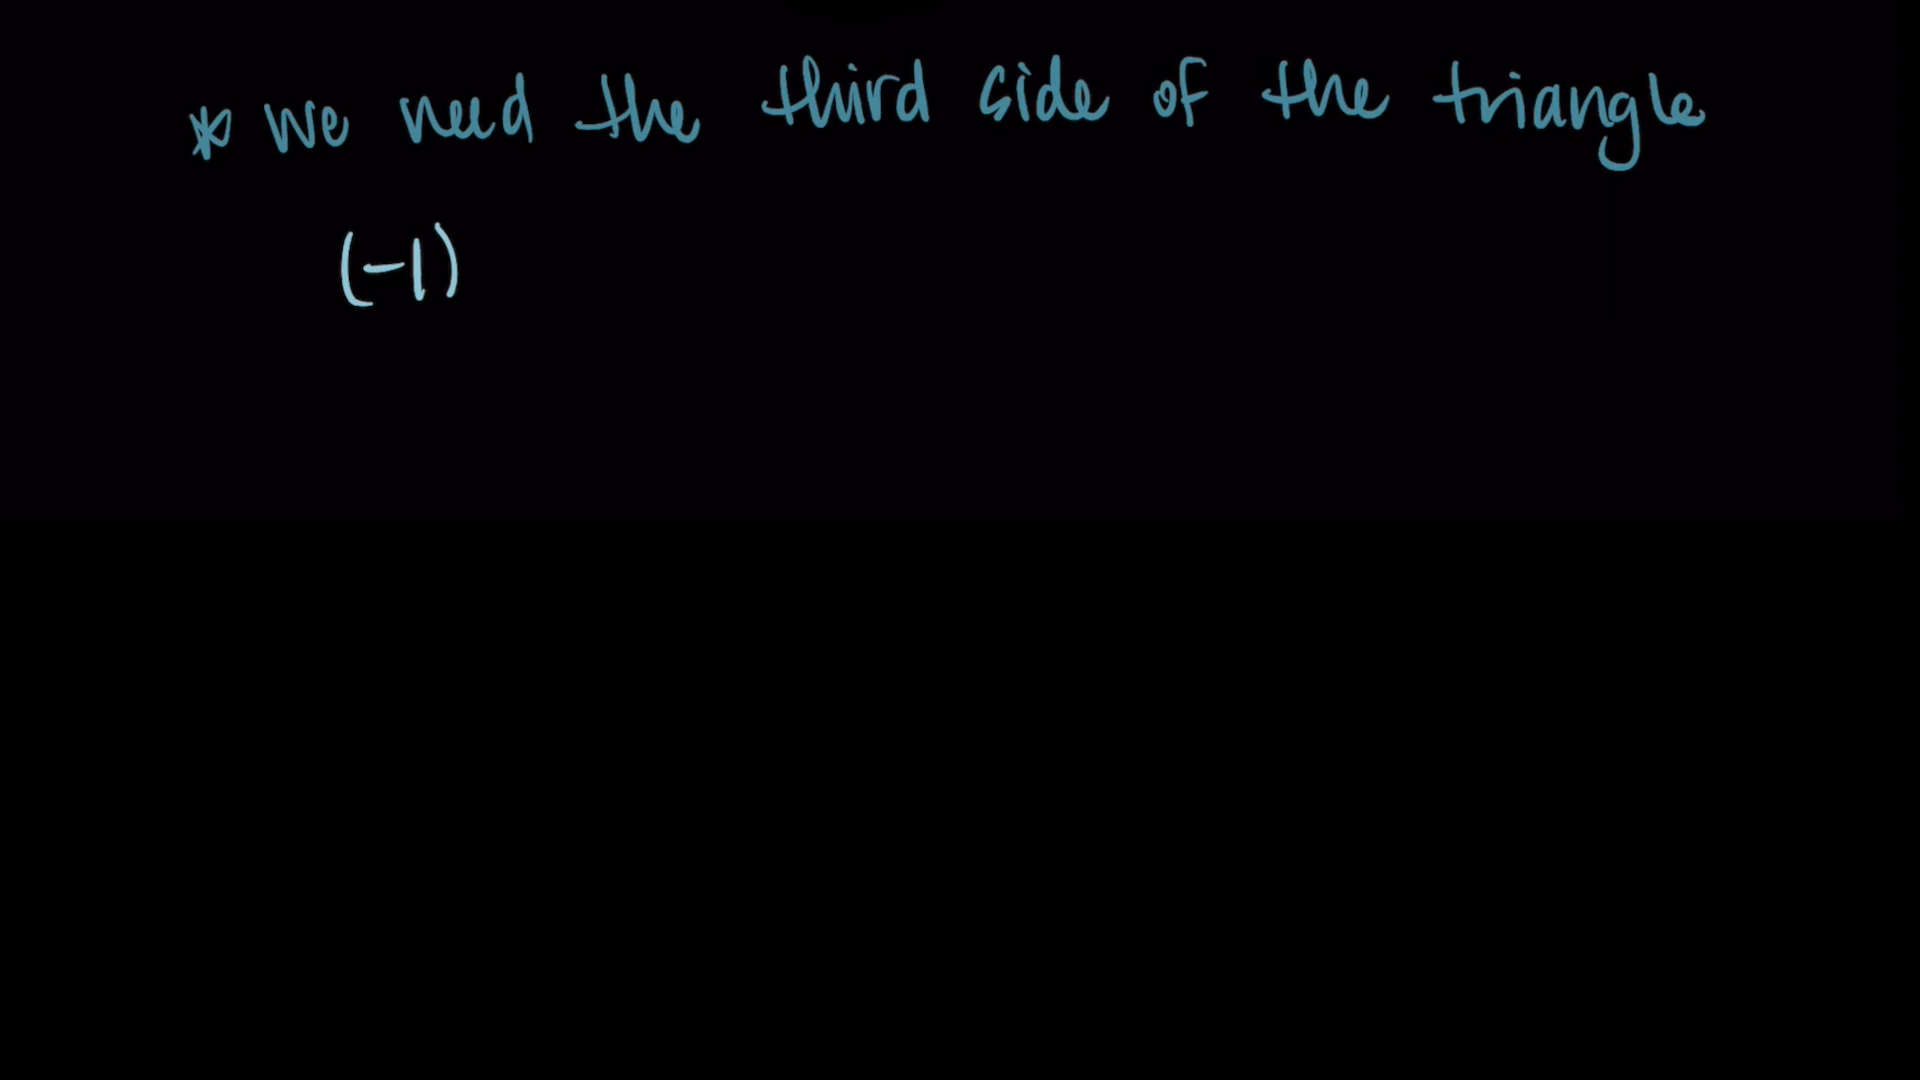 * we need the third side of the triangle
(-1)